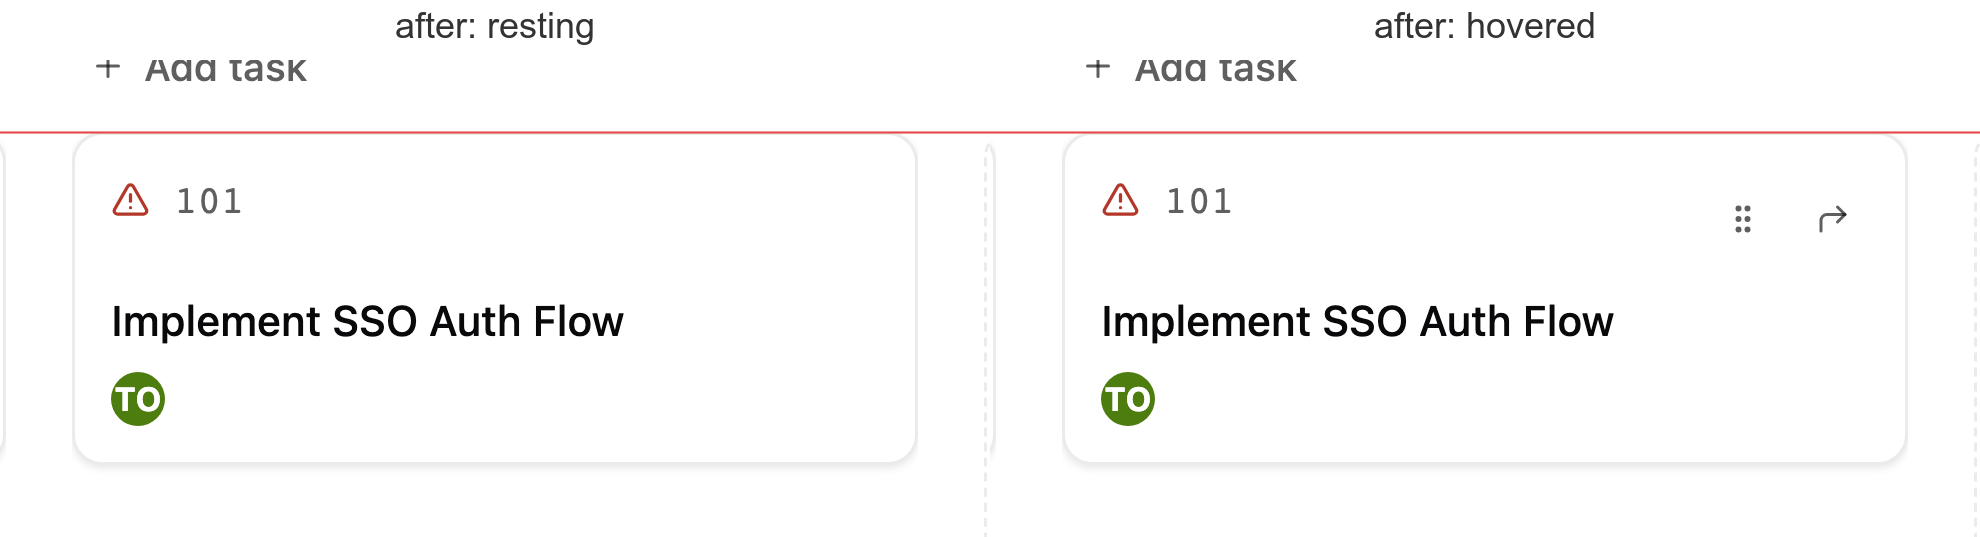 after: resting
after: hovered
+ Add task
+ Add task
101
101
Implement SSO Auth Flow
Implement SSO Auth Flow
TO
TO